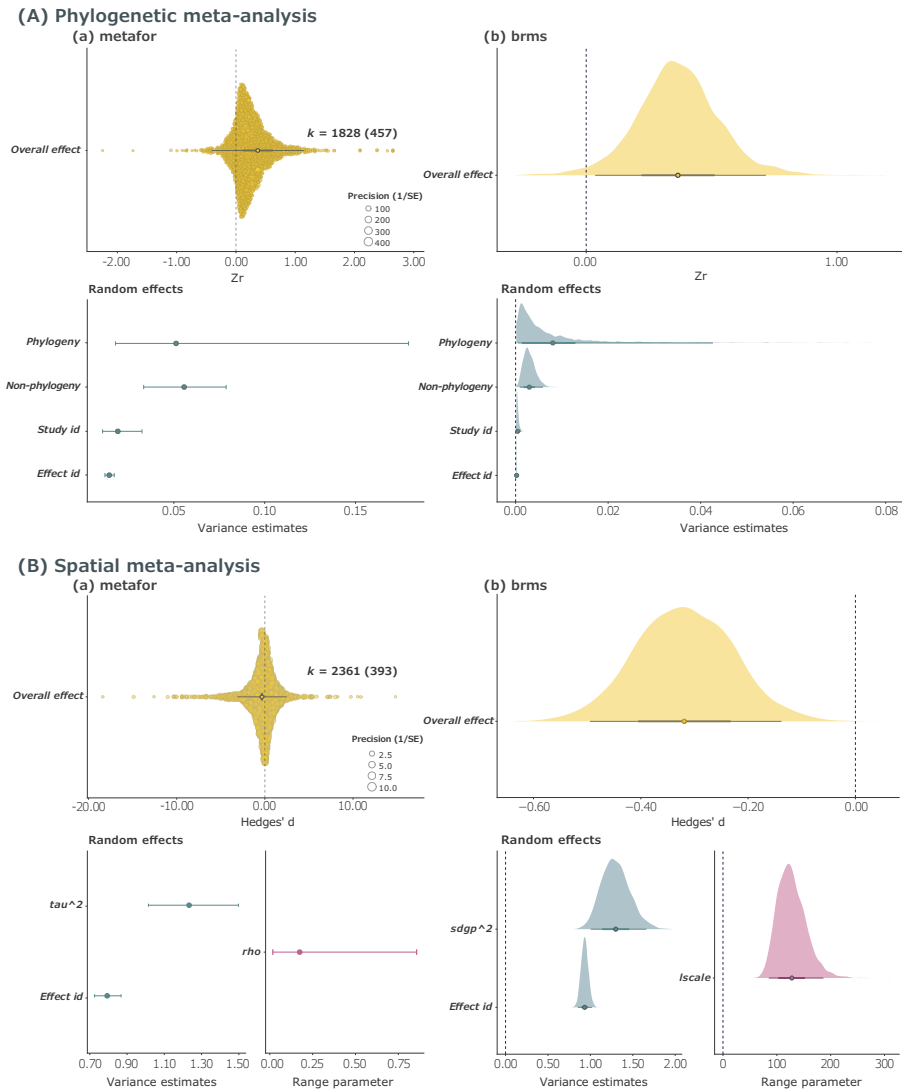 (A) Phylogenetic meta-analysis
(a) metafor
k = 1828 (457)
Overall effect
Precision (1/SE)
100
200
300
400
-2.00 -1.00 0.00 1.00 2.00 3.00
Zr
(b) brms
Overall effect
0.00 1.00
Zr
Random effects
Phylogeny
Non-phylogeny
Study id
Effect id
0.05 0.10 0.15
Variance estimates
Random effects
Phylogeny
Non-phylogeny
Study id
Effect id
0.00 0.02 0.04 0.06 0.08
Variance estimates
(B) Spatial meta-analysis
(a) metafor
k = 2361 (393)
Overall effect
Precision (1/SE)
2.5
5.0
7.5
10.0
-20.00 -10.00 0.00 10.00
Hedges' d
(b) brms
Overall effect
−0.60 −0.40 −0.20 0.00
Hedges' d
Random effects
tau^2
Effect id
0.70 0.90 1.10 1.30 1.50
Variance estimates
rho
0.00 0.25 0.50 0.75
Range parameter
Random effects
sdgp^2
Effect id
0.00 1.00 2.00
Variance estimates
lscale
0 100 200 300
Range parameter